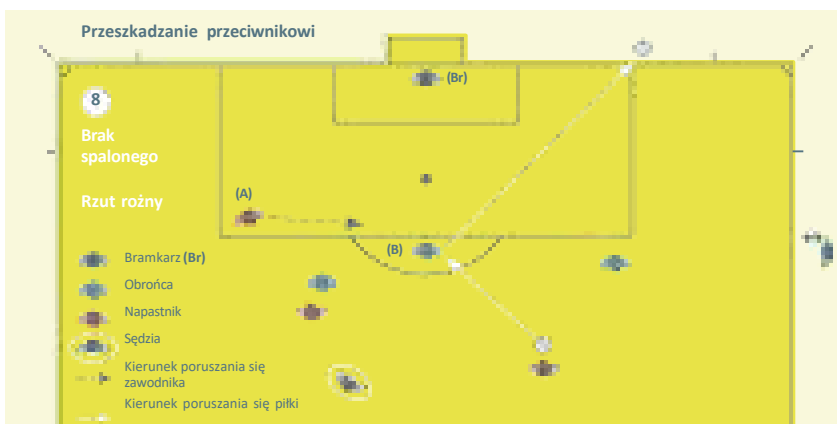 Przeszkadzanie przeciwnikowi
(Br)
8
Brak
spalonego
(A)
Rzut rożny
(B)
Bramkarz (Br)
Obrońca
Napastnik
Sędzia
Kierunek poruszania się
zawodnika
Kierunek poruszania się piłki